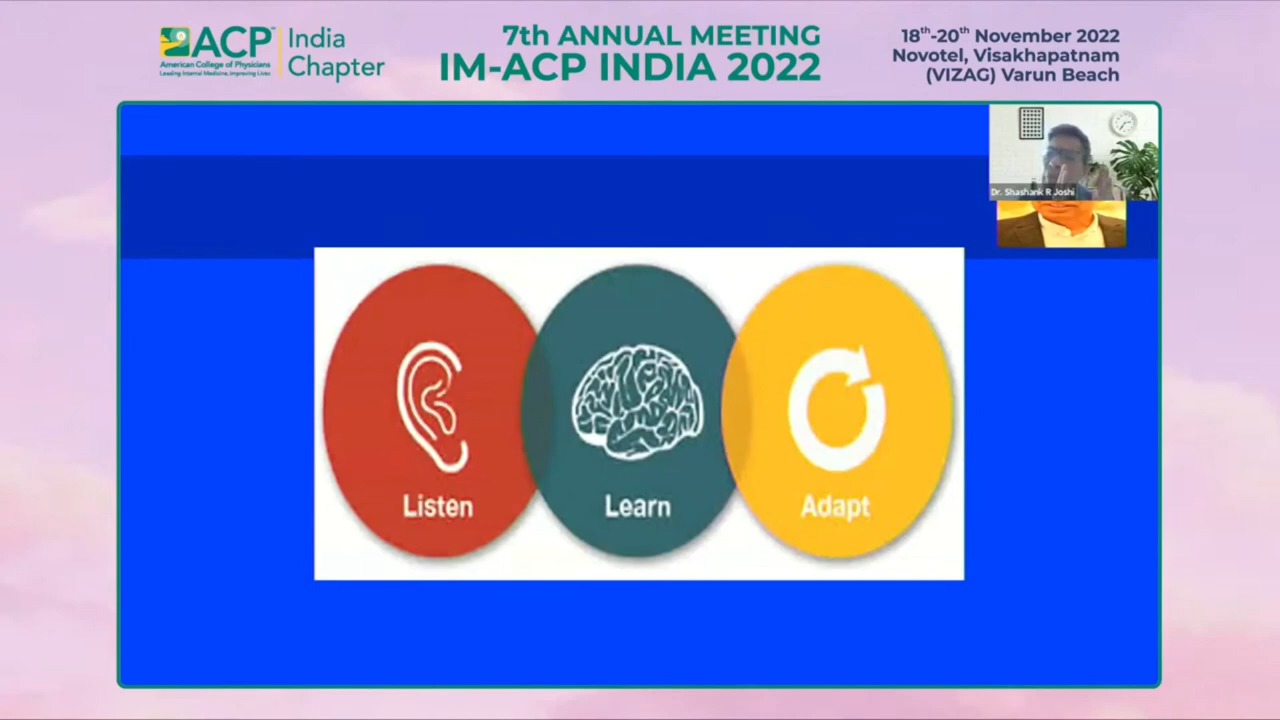 ACP
American College of Physicians
Leading Internal Medicine, Improving Lives
India
Chapter
7th ANNUAL MEETING
IM-ACP INDIA 2022
18th-20th November 2022
Novotel, Visakhapatnam
(VIZAG) Varun Beach
Dr. Shashank R Joshi
Listen
Learn
Adapt